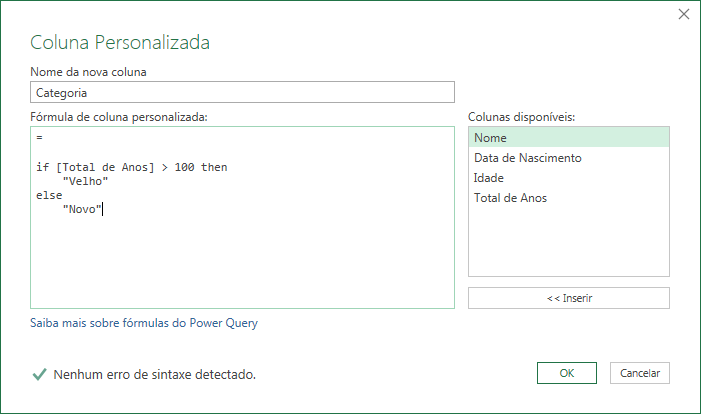 Coluna Personalizada
Nome da nova coluna
Categoria
Fórmula de coluna personalizada:
=
if [Total de Anos] > 100 then
"Velho"
else
"Novo"
Colunas disponíveis:
Nome
Data de Nascimento
Idade
Total de Anos
<< Inserir
Saiba mais sobre fórmulas do Power Query
Nenhum erro de sintaxe detectado.
OK
Cancelar